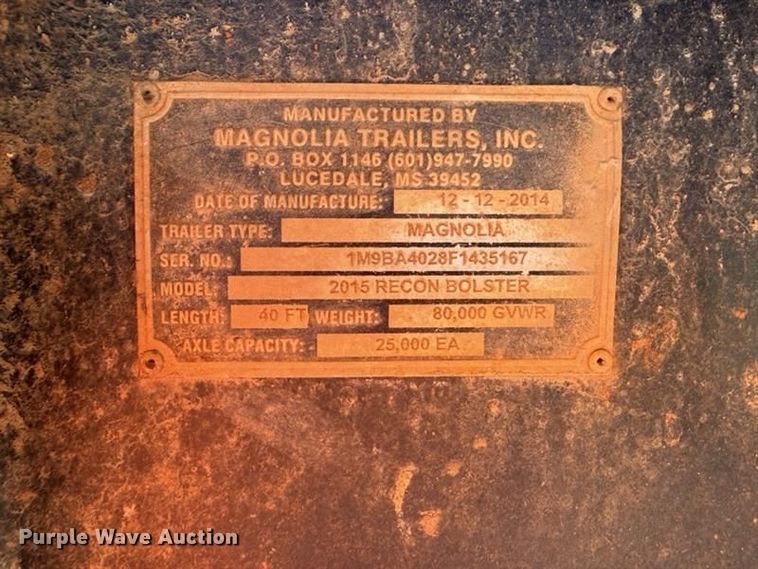 MANUFACTURED BY
MAGNOLIA TRAILERS, INC.
P.O. BOX 1146 (601)947-7990
LUCEDALE, MS 39452
DATE OF MANUFACTURE: 12 - 12 - 2014
TRAILER TYPE: MAGNOLIA
SER. NO.: 1M9BA4028F1435167
MODEL: 2015 RECON BOLSTER
LENGTH: 40 FT WEIGHT: 80,000 GVWR
AXLE CAPACITY: 25,000 EA
Purple Wave Auction